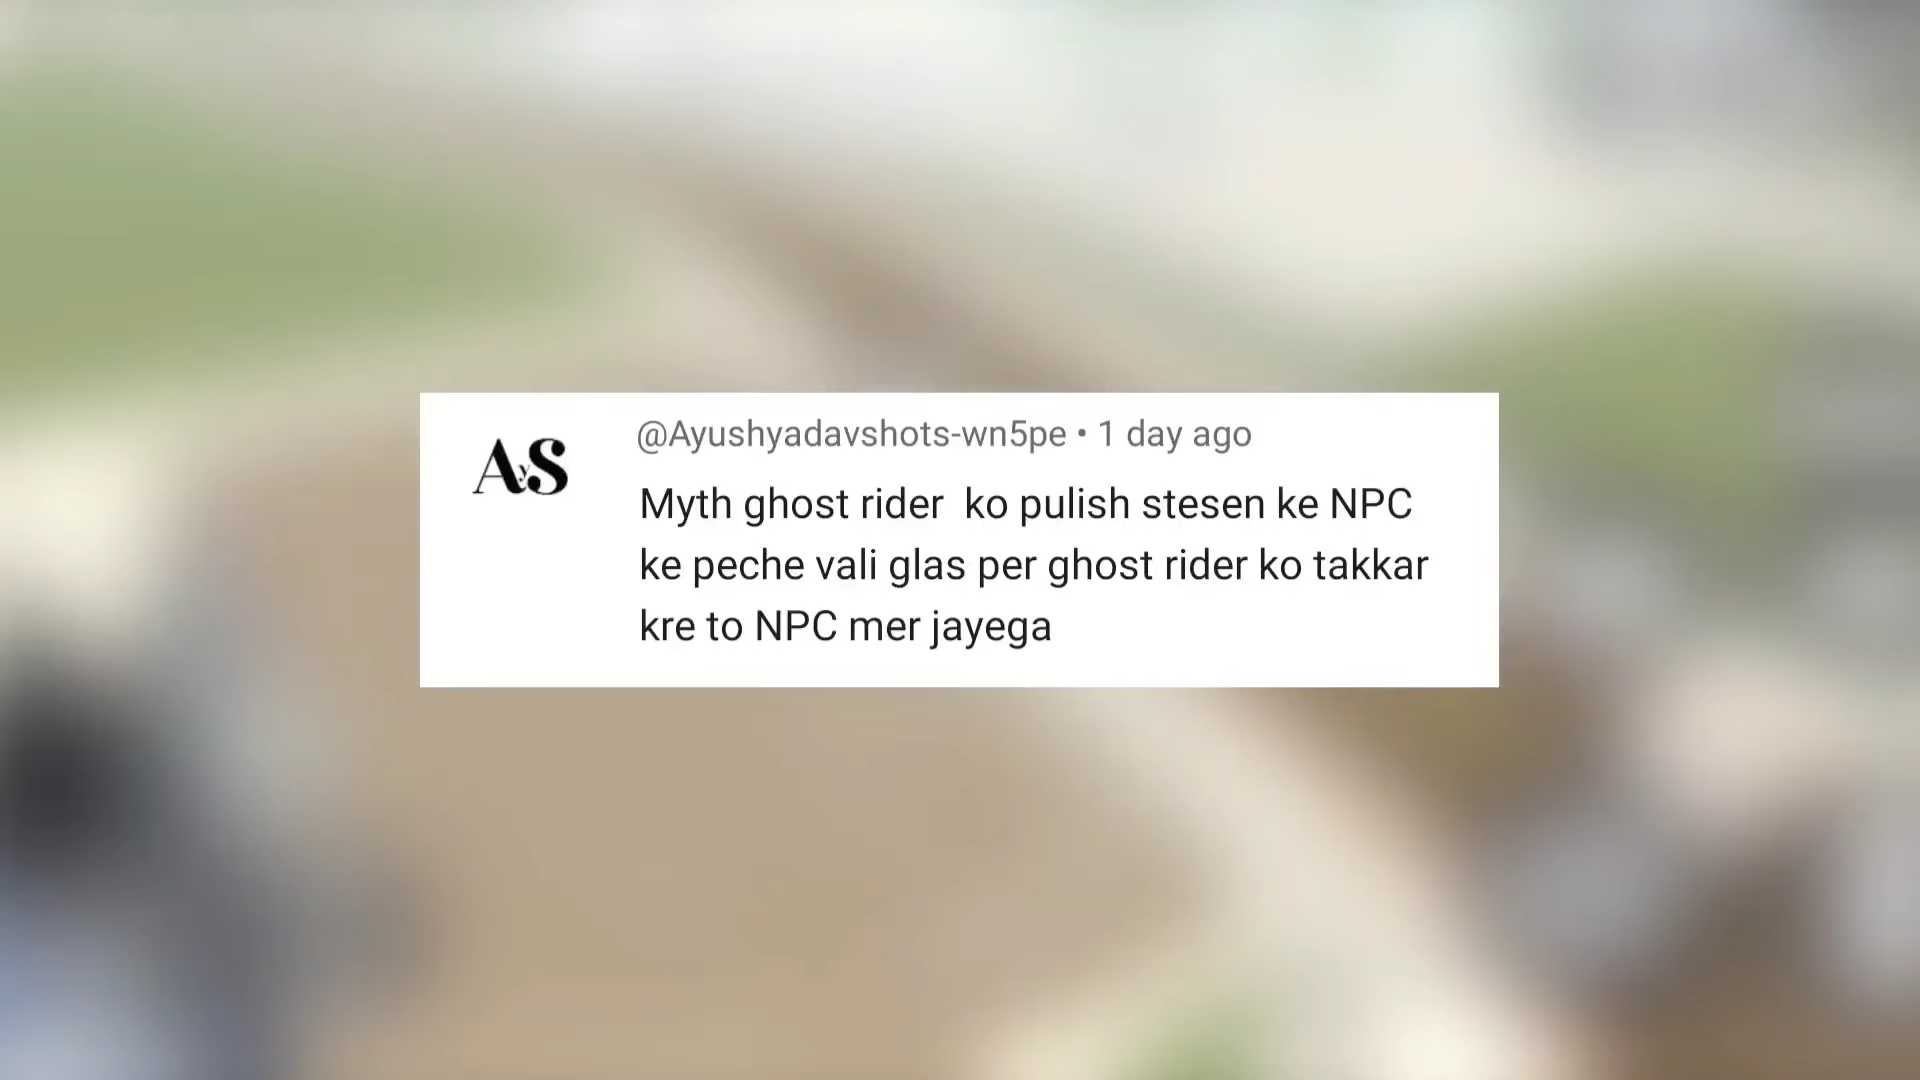 AyS
@Ayushyadavshots-wn5pe • 1 day ago
Myth ghost rider  ko pulish stesen ke NPC
ke peche vali glas per ghost rider ko takkar
kre to NPC mer jayega